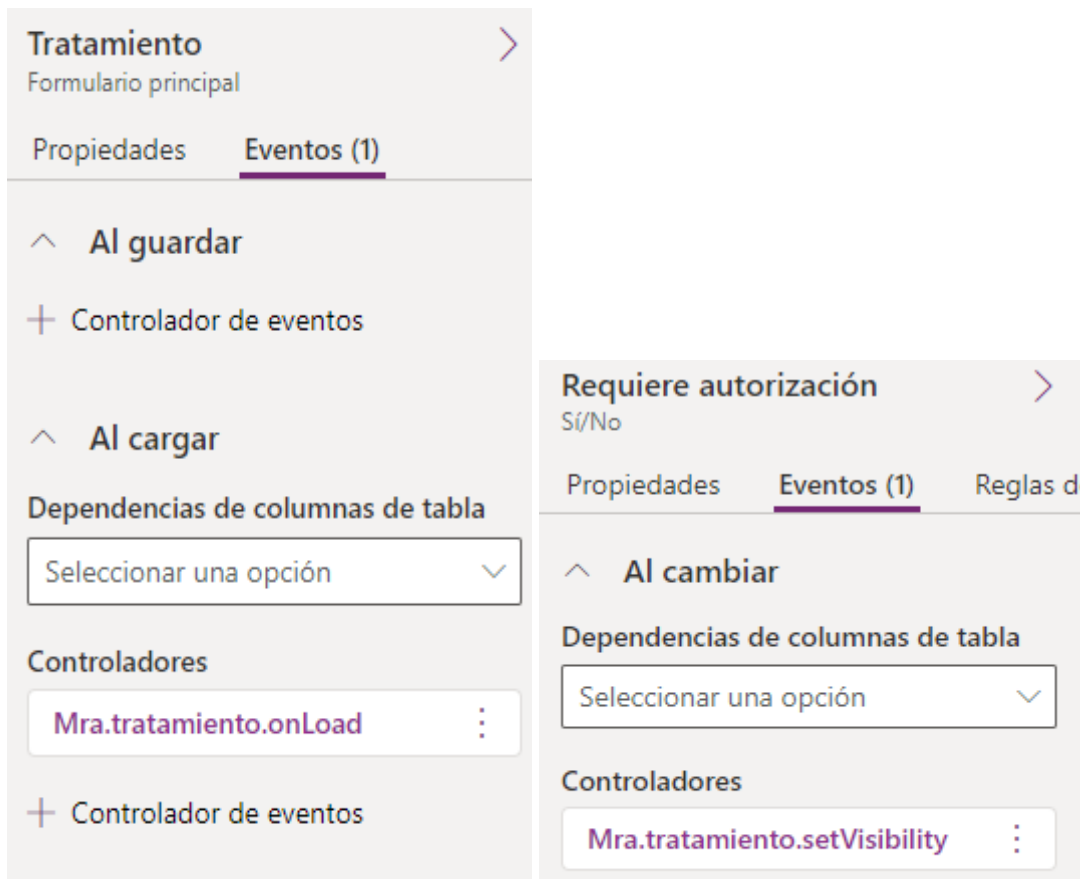 Tratamiento
Formulario principal
Propiedades
Eventos (1)
Al guardar
Controlador de eventos
Al cargar
Dependencias de columnas de tabla
Seleccionar una opción
Controladores
Mra.tratamiento.onLoad
Controlador de eventos
Requiere autorización
Sí/No
Propiedades
Eventos (1)
Reglas d
Al cambiar
Dependencias de columnas de tabla
Seleccionar una opción
Controladores
Mra.tratamiento.setVisibility